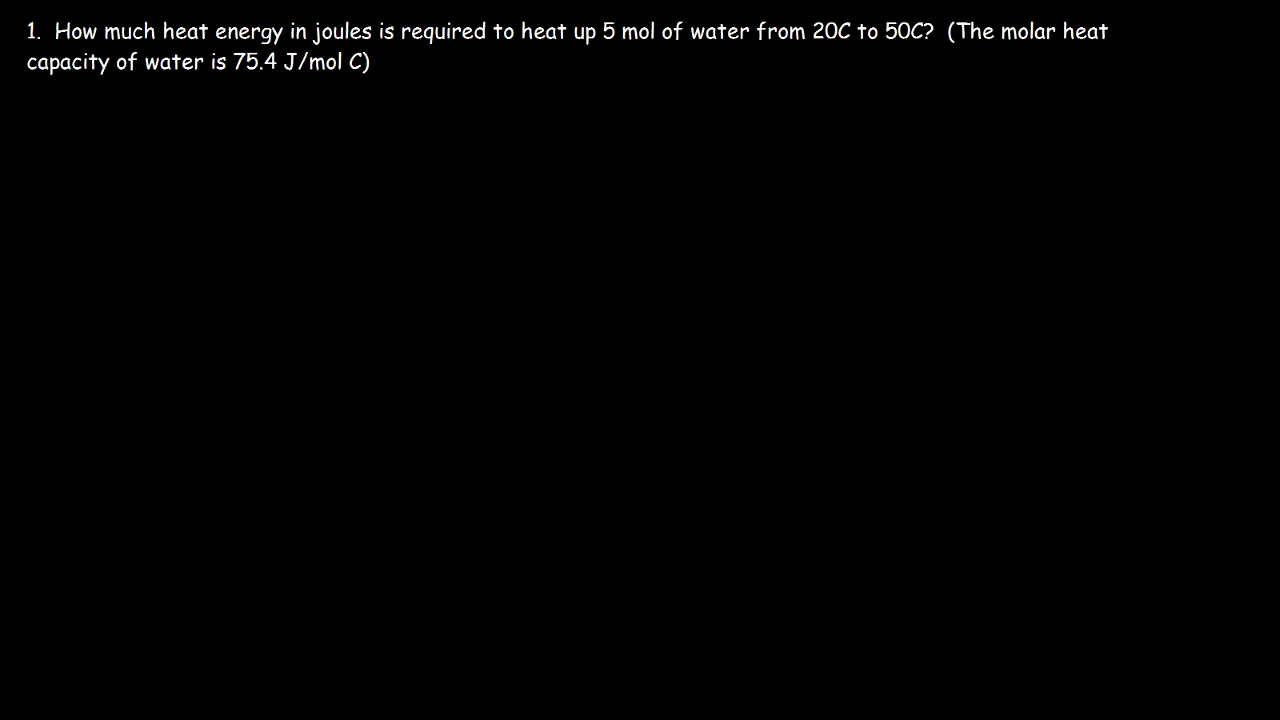 1.  How much heat energy in joules is required to heat up 5 mol of water from 20C to 50C?  (The molar heat
capacity of water is 75.4 J/mol C)